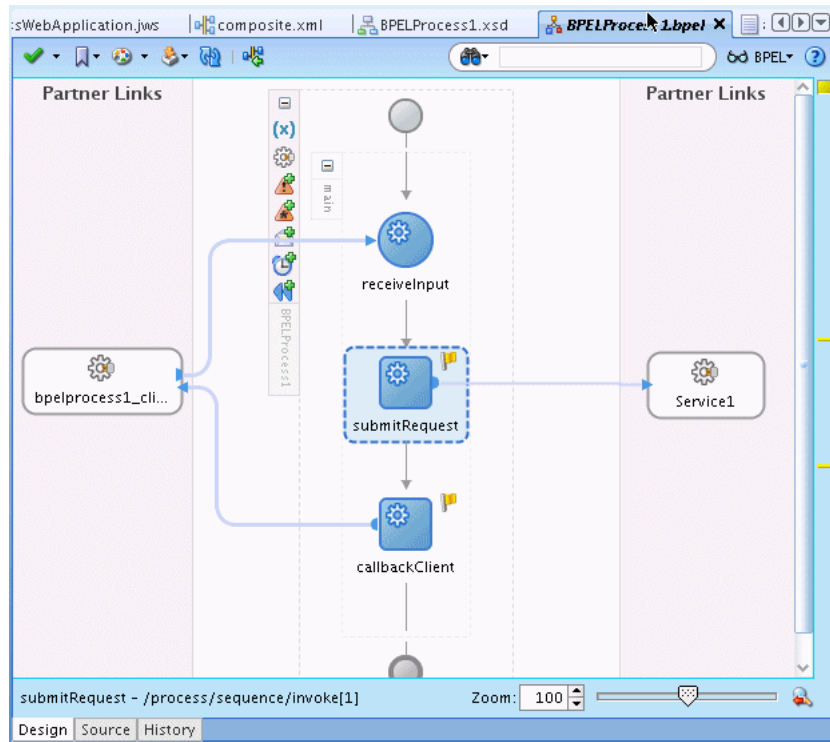 :sWebApplication.jws
composite.xml
BPELProcess1.xsd
BPELProcess1.bpel
BPEL
Partner Links
Partner Links
(x)
main
receiveInput
BPELProcess1
bpelprocess1_cli...
submitRequest
Service1
callbackClient
submitRequest - /process/sequence/invoke[1]
Zoom: 100
Design Source History